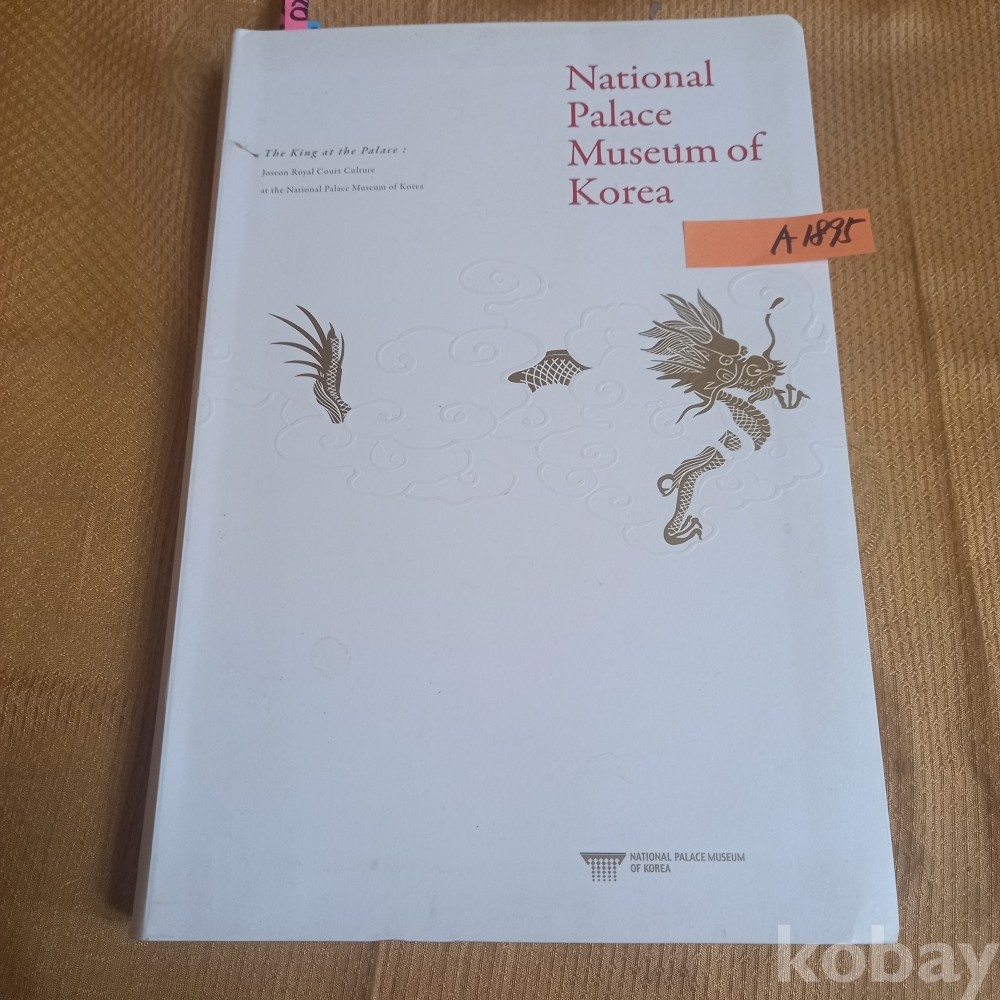 National
Palace
Museum of
Korea
The King at the Palace :
Joseon Royal Court Culture
at the National Palace Museum of Korea
A1895
NATIONAL PALACE MUSEUM
OF KOREA
kobay